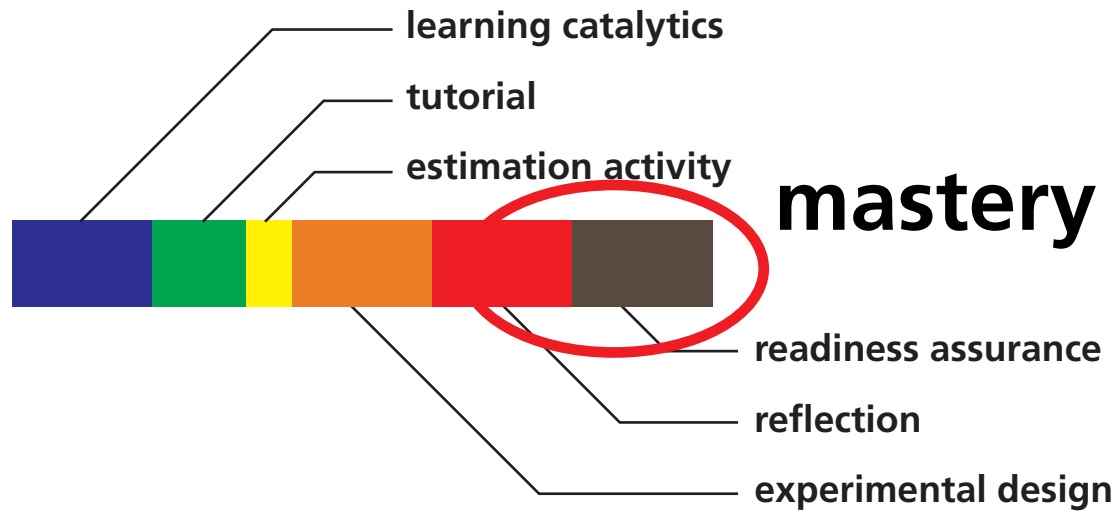 learning catalytics
tutorial
estimation activity
mastery
readiness assurance
reflection
experimental design